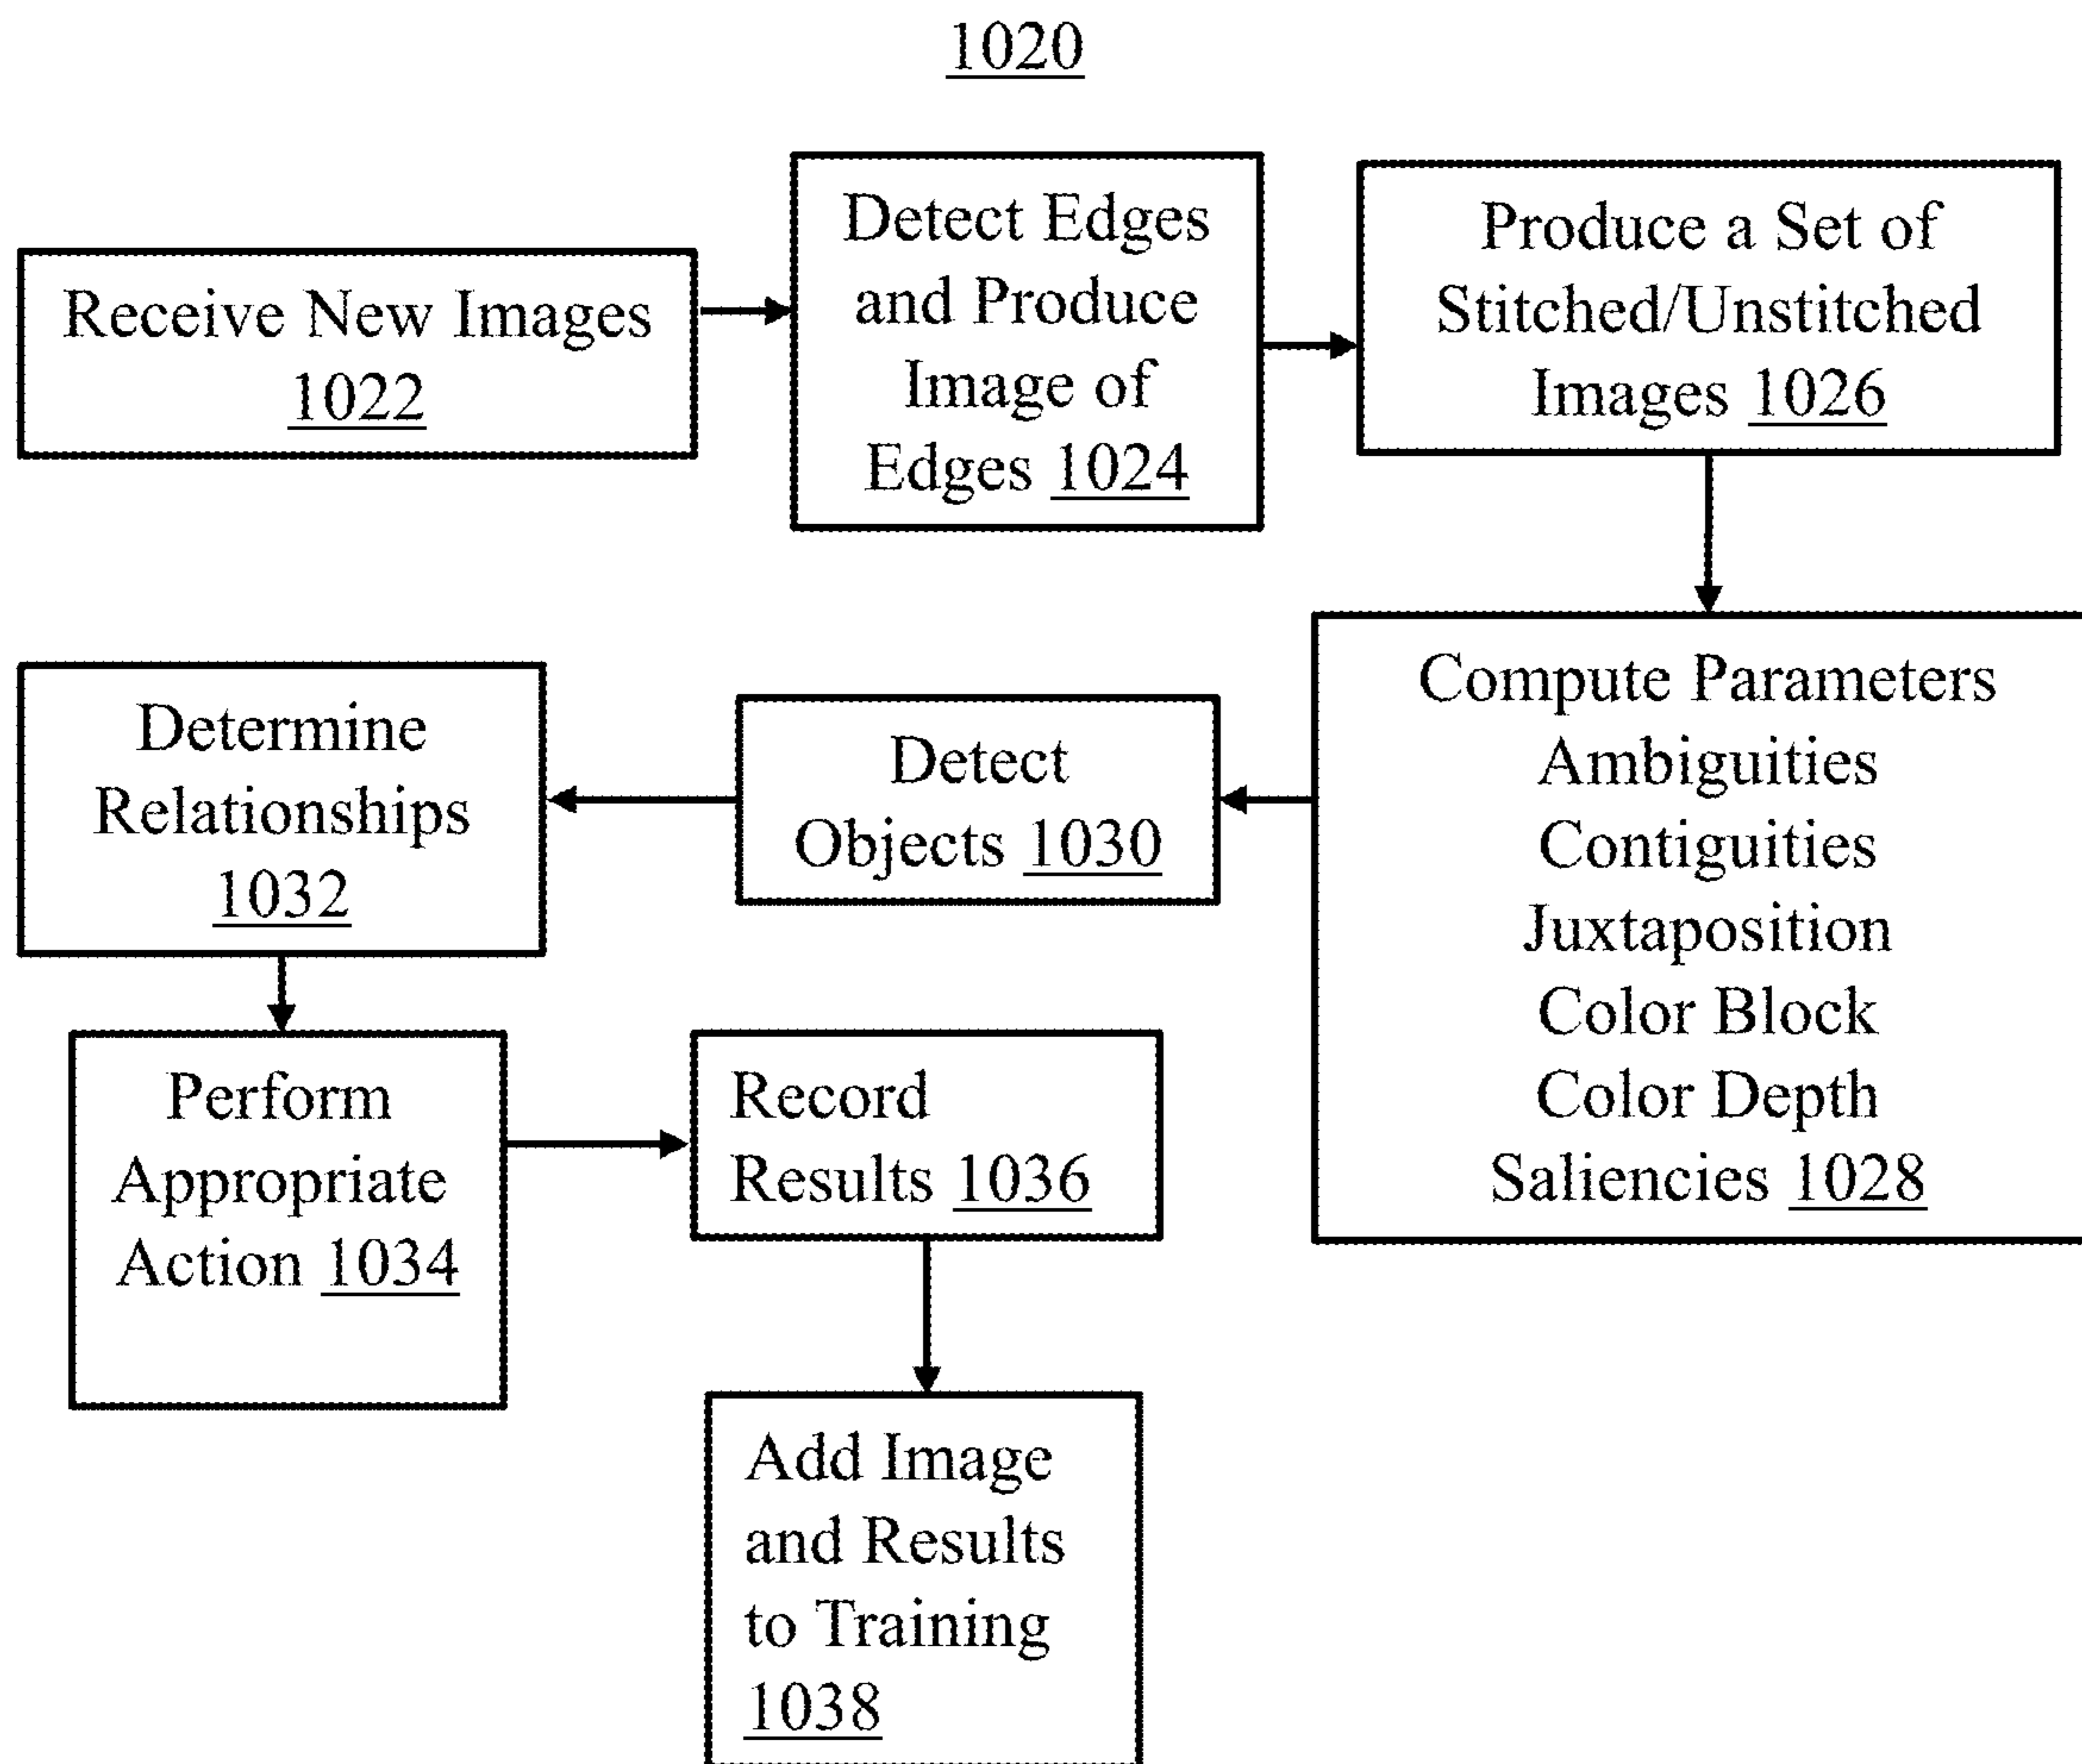 1020
Receive New Images
1022
Detect Edges
and Produce
Image of
Edges 1024
Produce a Set of
Stitched/Unstitched
Images 1026
Compute Parameters
Ambiguities
Contiguities
Juxtaposition
Color Block
Color Depth
Saliencies 1028
Detect
Objects 1030
Determine
Relationships
1032
Perform
Appropriate
Action 1034
Record
Results 1036
Add Image
and Results
to Training
1038